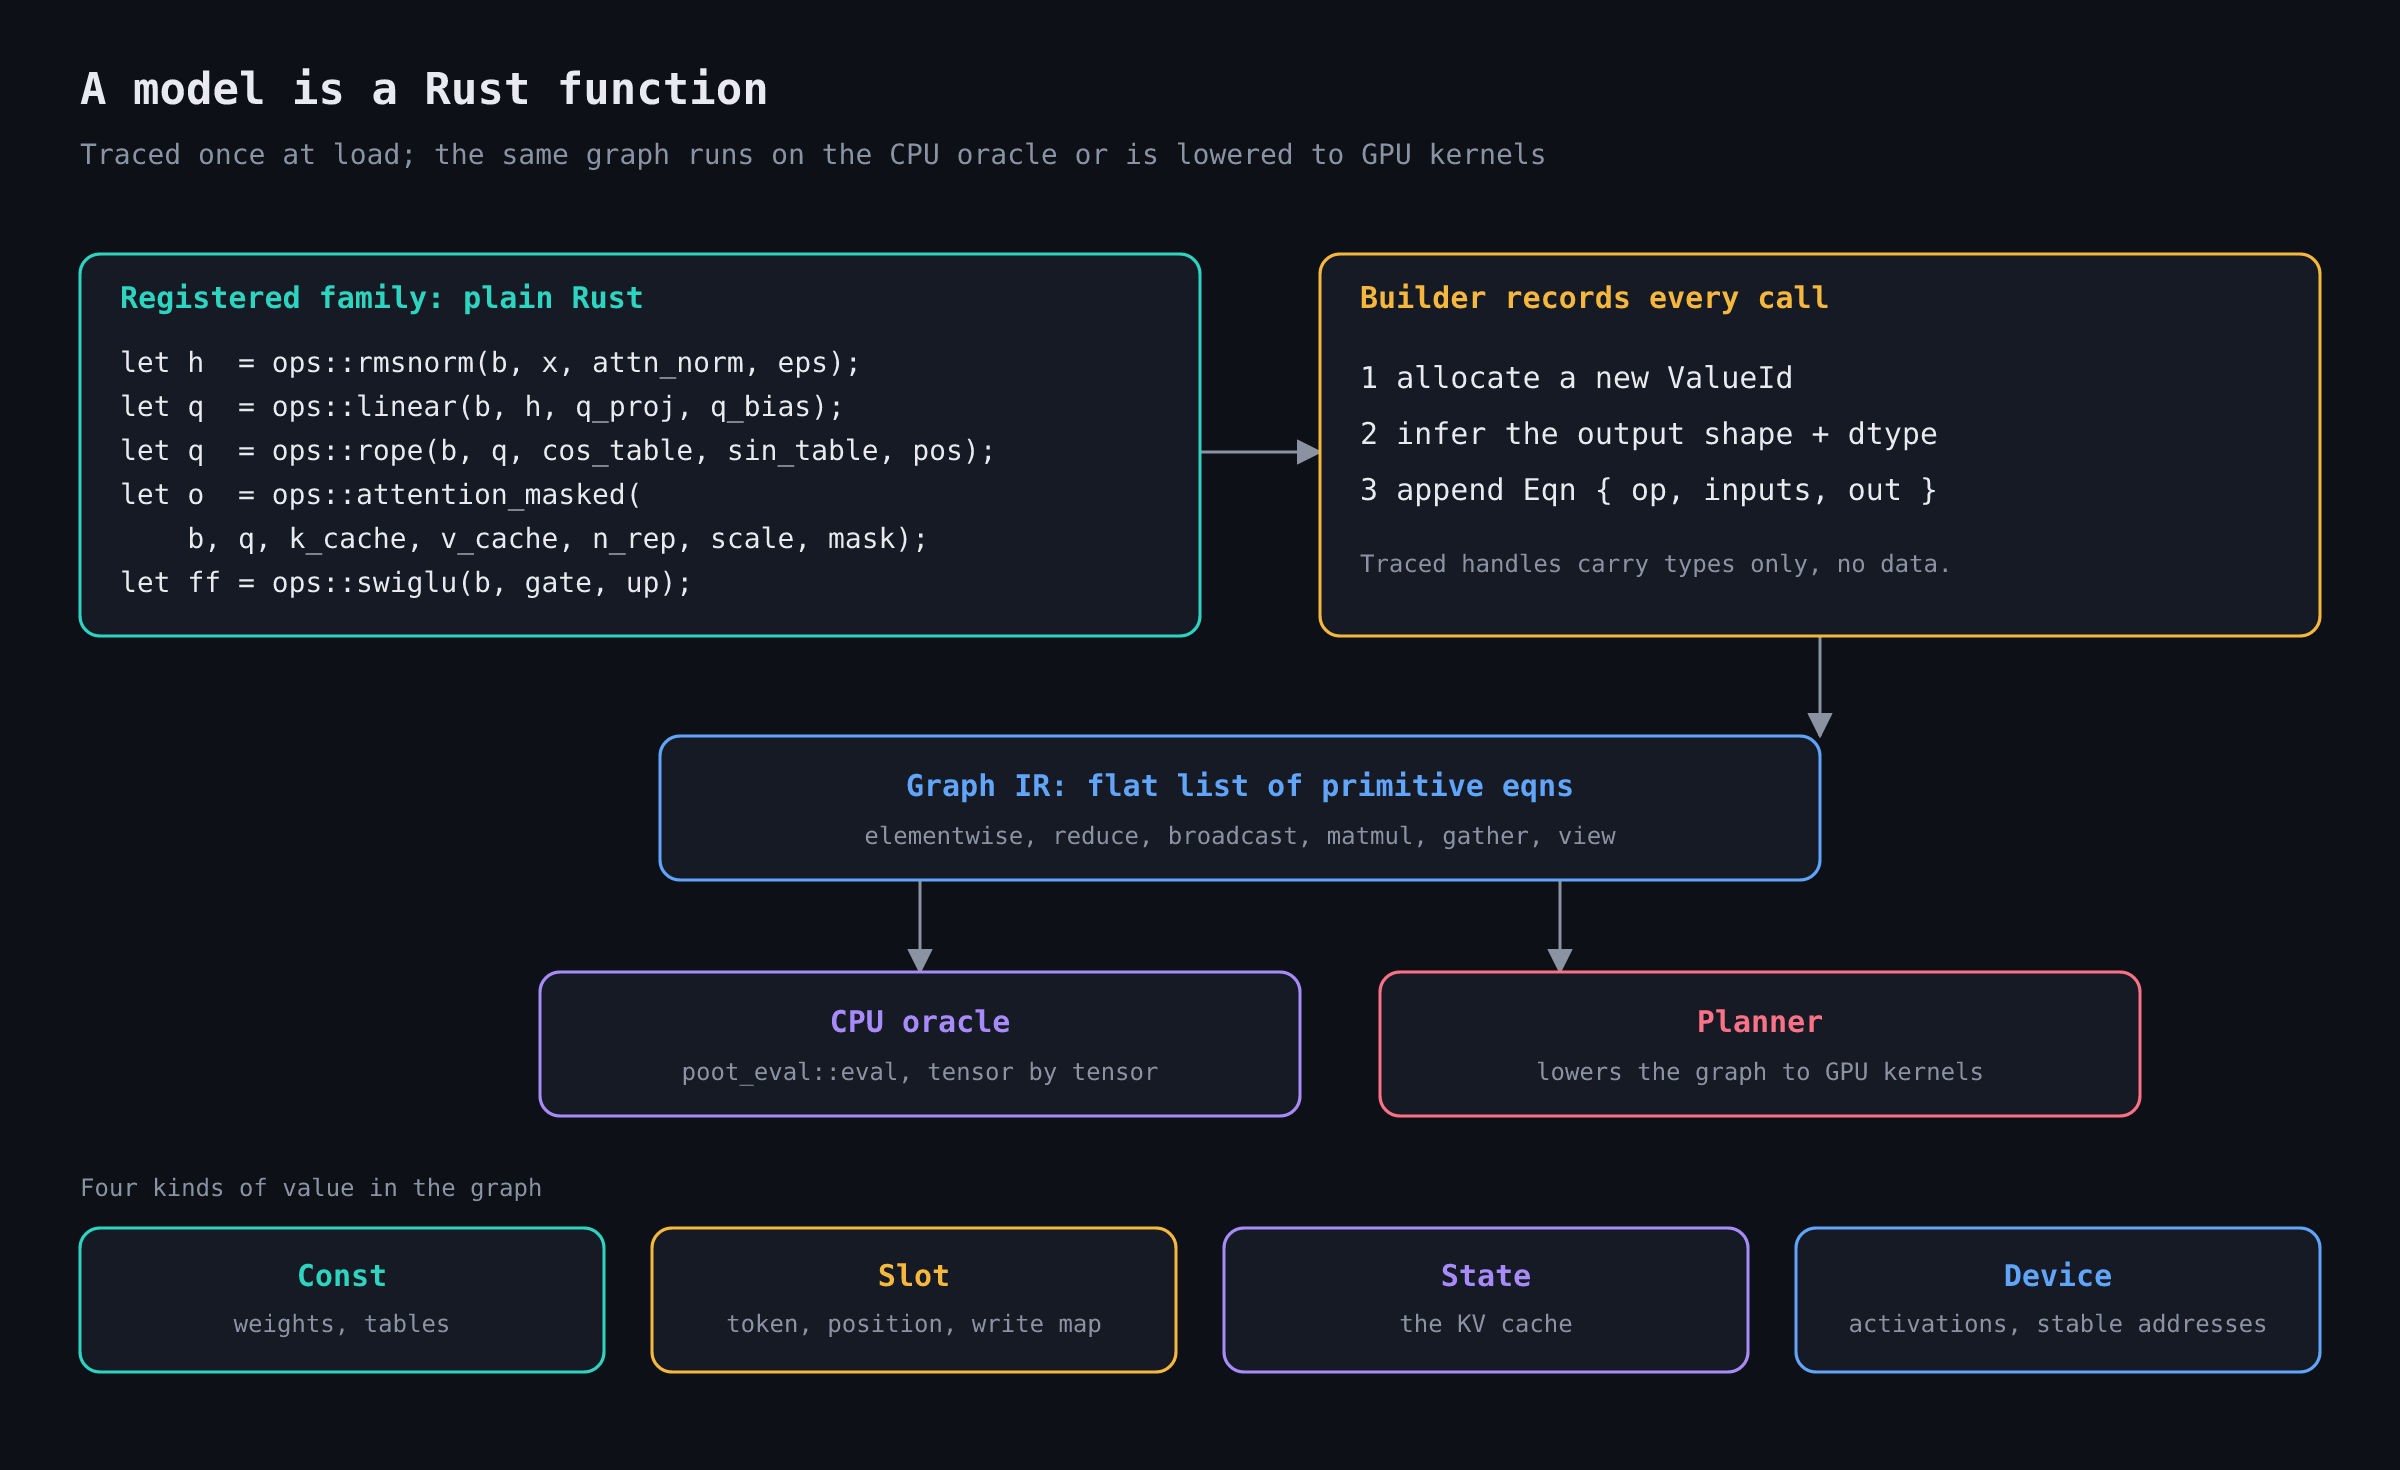 A model is a Rust function
Traced once at load; the same graph runs on the CPU oracle or is lowered to GPU kernels
Registered family: plain Rust
let h  = ops::rmsnorm(b, x, attn_norm, eps);
let q  = ops::linear(b, h, q_proj, q_bias);
let q  = ops::rope(b, q, cos_table, sin_table, pos);
let o  = ops::attention_masked(
    b, q, k_cache, v_cache, n_rep, scale, mask);
let ff = ops::swiglu(b, gate, up);
Builder records every call
1 allocate a new ValueId
2 infer the output shape + dtype
3 append Eqn { op, inputs, out }
Traced handles carry types only, no data.
Graph IR: flat list of primitive eqns
elementwise, reduce, broadcast, matmul, gather, view
CPU oracle
poot_eval::eval, tensor by tensor
Planner
lowers the graph to GPU kernels
Four kinds of value in the graph
Const
weights, tables
Slot
token, position, write map
State
the KV cache
Device
activations, stable addresses